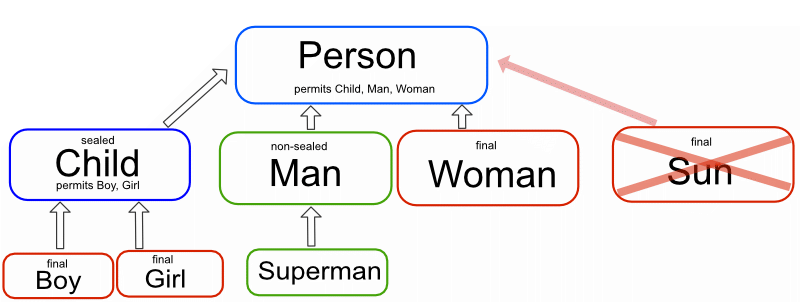 Person
permits Child, Man, Woman
sealed
Child
permits Boy, Girl
non-sealed
Man
final
Woman
final
Sun
final
Boy
final
Girl
Superman